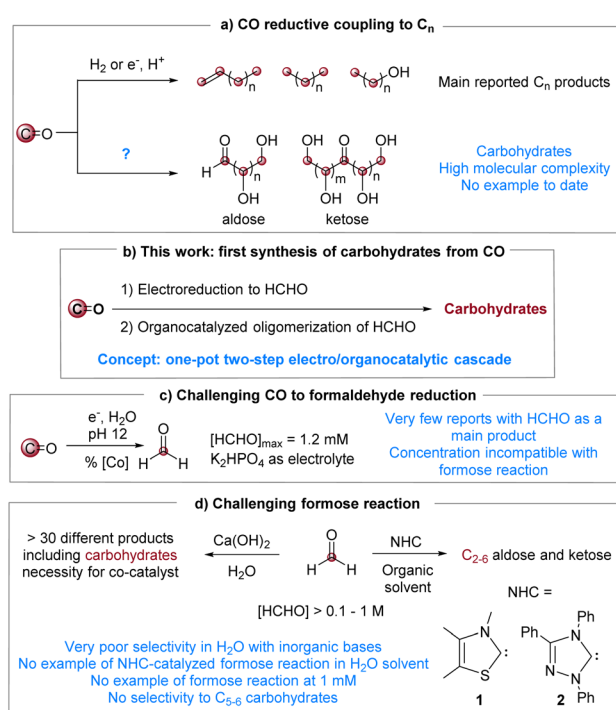 a) CO reductive coupling to Cn
H2 or e-, H+
n
n
OH
n
Main reported Cn products
C=O
?
O
OH
H
n
OH
aldose
OH
O
OH
m
n
OH
OH
ketose
Carbohydrates
High molecular complexity
No example to date
b) This work: first synthesis of carbohydrates from CO
C=O
1) Electroreduction to HCHO
2) Organocatalyzed oligomerization of HCHO
Carbohydrates
Concept: one-pot two-step electro/organocatalytic cascade
c) Challenging CO to formaldehyde reduction
C=O
e-, H2O
pH 12
% [Co]
O
H H
[HCHO]max = 1.2 mM
K2HPO4 as electrolyte
Very few reports with HCHO as a
main product
Concentration incompatible with
formose reaction
d) Challenging formose reaction
> 30 different products
including carbohydrates
necessity for co-catalyst
Ca(OH)2
H2O
O
H H
NHC
Organic
solvent
C2-6 aldose and ketose
[HCHO] > 0.1 - 1 M
NHC =
Very poor selectivity in H2O with inorganic bases
No example of NHC-catalyzed formose reaction in H2O solvent
No example of formose reaction at 1 mM
No selectivity to C5-6 carbohydrates
N
S
:
1
Ph
Ph
N
N
N
:
Ph
2